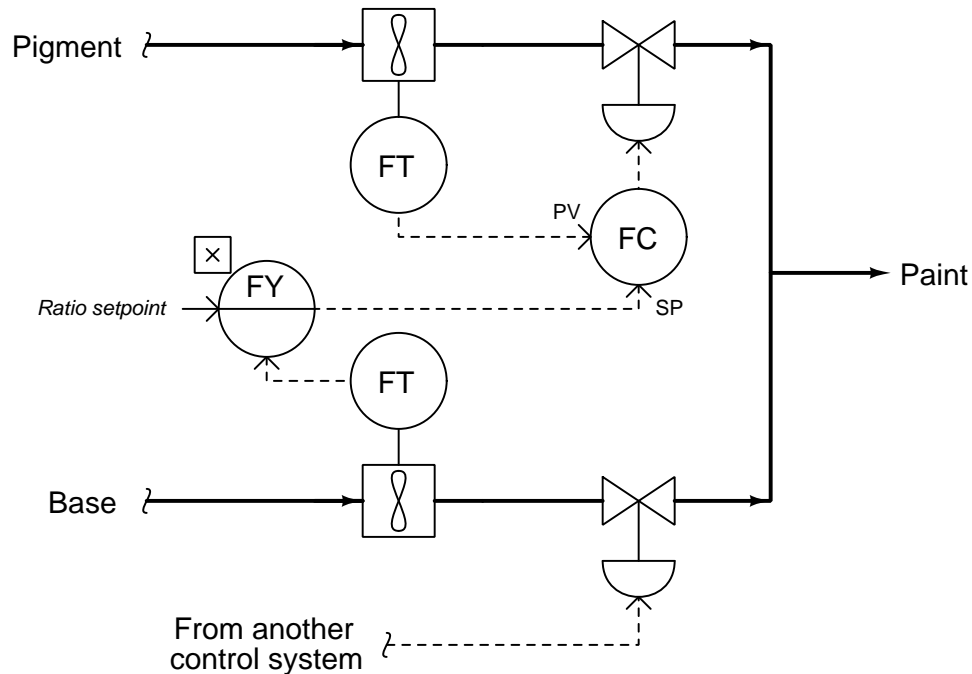 Pigment
FT
PV
FC
×
FY
Ratio setpoint
SP
Paint
FT
Base
From another
control system